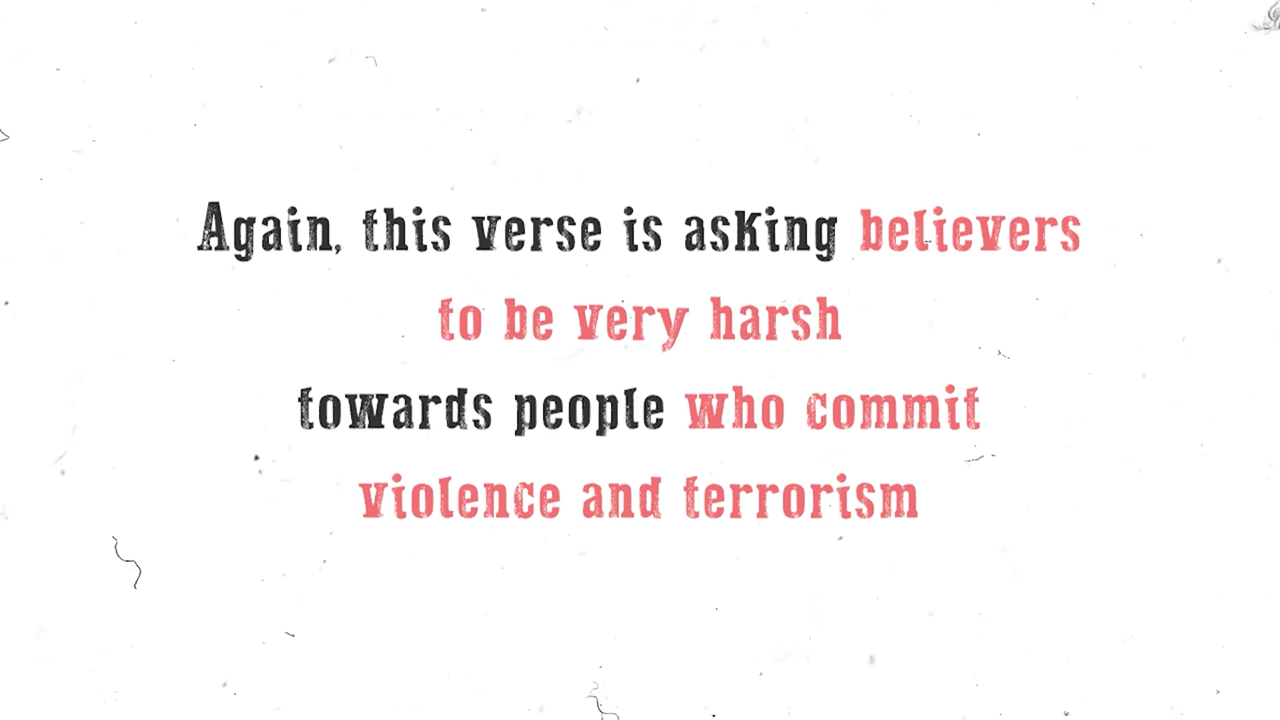 Again, this verse is asking believers
to be very harsh
towards people who commit
violence and terrorism